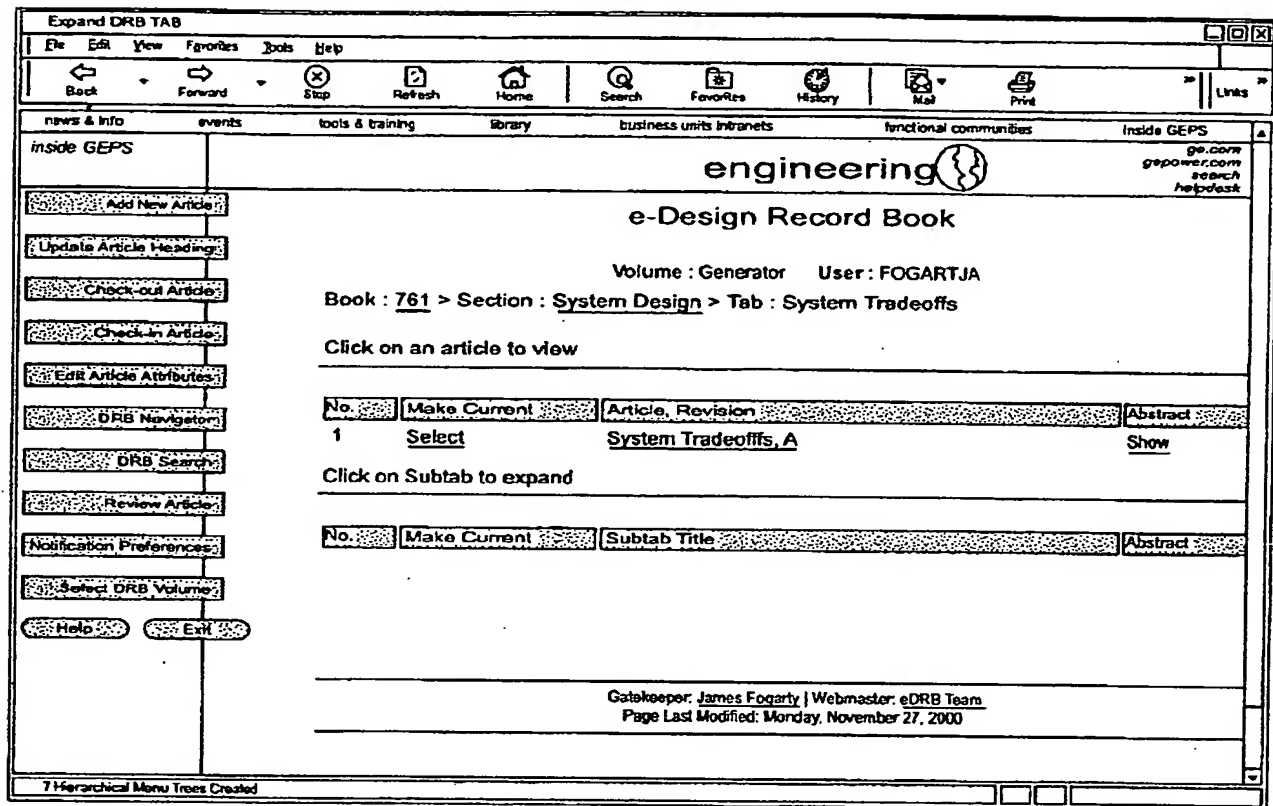 Expand DRB TAB
File Edit View Favorites Tools Help
Back Forward Stop Refresh Home Search Favorites History Mail Print » Links »
news & info events tools & training library business units intranets functional communities Inside GEPS
inside GEPS
engineering
ge.com
gepower.com
search
helpdesk
Add New Article
Update Article Heading
Check-out Article
Check-in Article
Edit Article Attributes
DRB Navigator
DRB Search
Review Article
Notification Preferences
Select DRB Volume
Help Exit
e-Design Record Book
Volume : Generator User : FOGARTJA
Book : 761 > Section : System Design > Tab : System Tradeoffs
Click on an article to view
No. Make Current Article, Revision Abstract
1 Select System Tradeofffs, A Show
Click on Subtab to expand
No. Make Current Subtab Title Abstract
Gatekeeper: James Fogarty | Webmaster: eDRB Team
Page Last Modified: Monday, November 27, 2000
7 Hierarchical Menu Trees Created